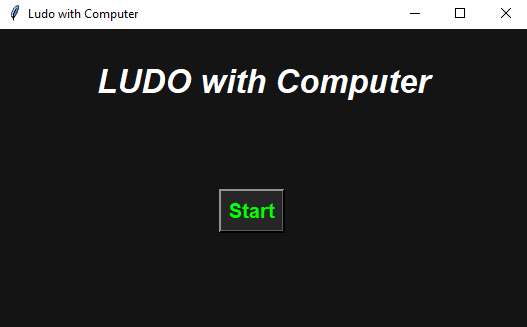 Ludo with Computer
LUDO with Computer
Start